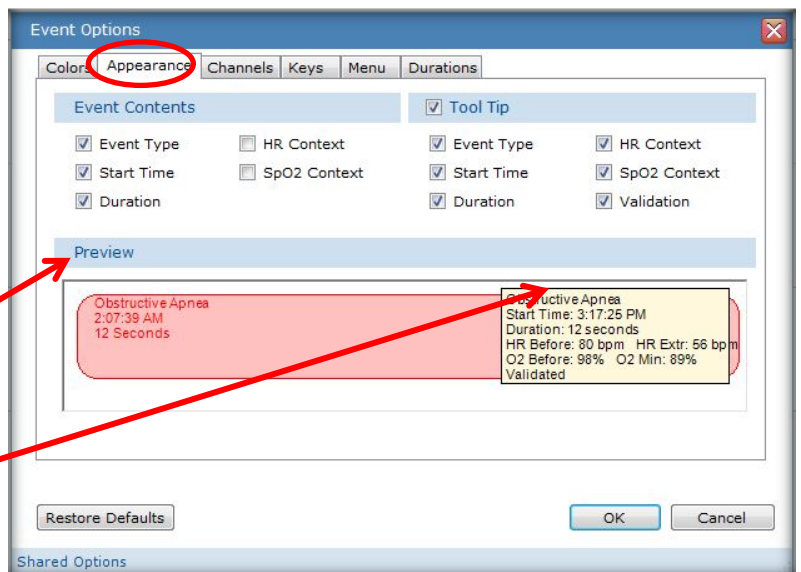 Event Options
Colors Appearance Channels Keys Menu Durations
Event Contents
Event Type
HR Context
Start Time
SpO2 Context
Duration
Tool Tip
Event Type
HR Context
Start Time
SpO2 Context
Duration
Validation
Preview
Obstructive Apnea
2:07:39 AM
12 Seconds
Obstructive Apnea
Start Time: 3:17:25 PM
Duration: 12 seconds
HR Before: 80 bpm HR Extr: 56 bpm
O2 Before: 98% O2 Min: 89%
Validated
Restore Defaults
OK
Cancel
Shared Options